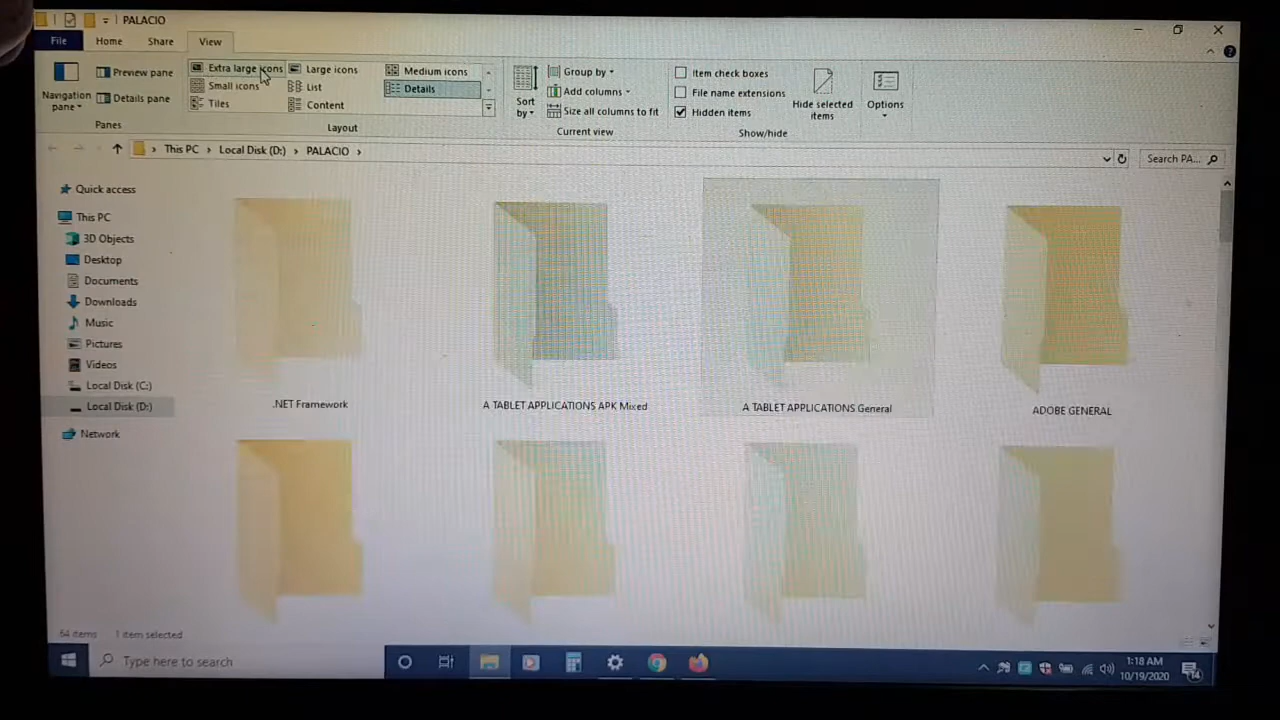 PALACIO
File Home Share View
Navigation pane
Preview pane
Details pane
Panes
Extra large icons Large icons Medium icons
Small icons List Details
Tiles Content
Layout
Sort by
Group by
Add columns
Size all columns to fit
Current view
Item check boxes
File name extensions
Hidden items
Hide selected items
Show/hide
Options
This PC > Local Disk (D:) > PALACIO >
Search PA...
Quick access
This PC
3D Objects
Desktop
Documents
Downloads
Music
Pictures
Videos
Local Disk (C:)
Local Disk (D:)
Network
.NET Framework
A TABLET APPLICATIONS APK Mixed
A TABLET APPLICATIONS General
ADOBE GENERAL
64 items 1 item selected
Type here to search
1:18 AM
10/19/2020
14